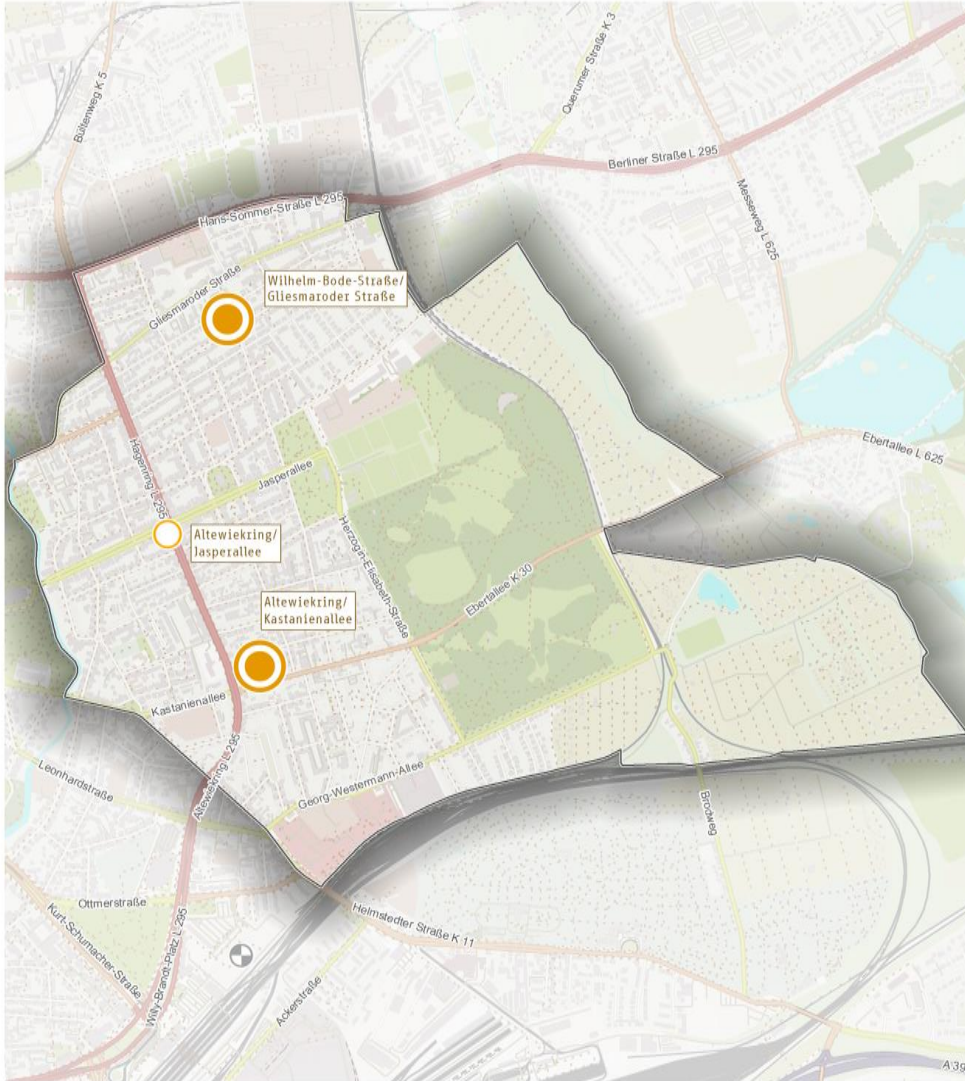 Bültenweg K 5
Querumer Straße K 3
Berliner Straße L 295
Messeweg L 625
Hans-Sommer-Straße L 295
Gliesmaroder Straße
Wilhelm-Bode-Straße/
Gliesmaroder Straße
Hagenring L 295
Jasperallee
Ebertallee L 625
Altewiekring/
Jasperallee
Herzogin-Elisabeth-Straße
Ebertallee K 30
Altewiekring/
Kastanienallee
Kastanienallee
Altewiekring L 295
Leonhardstraße
Georg-Westermann-Allee
Brodweg
Ottmerstraße
Kurt-Schumacher-Straße
Willy-Brandt-Platz L 295
Helmstedter Straße K 11
Ackerstraße
A 39